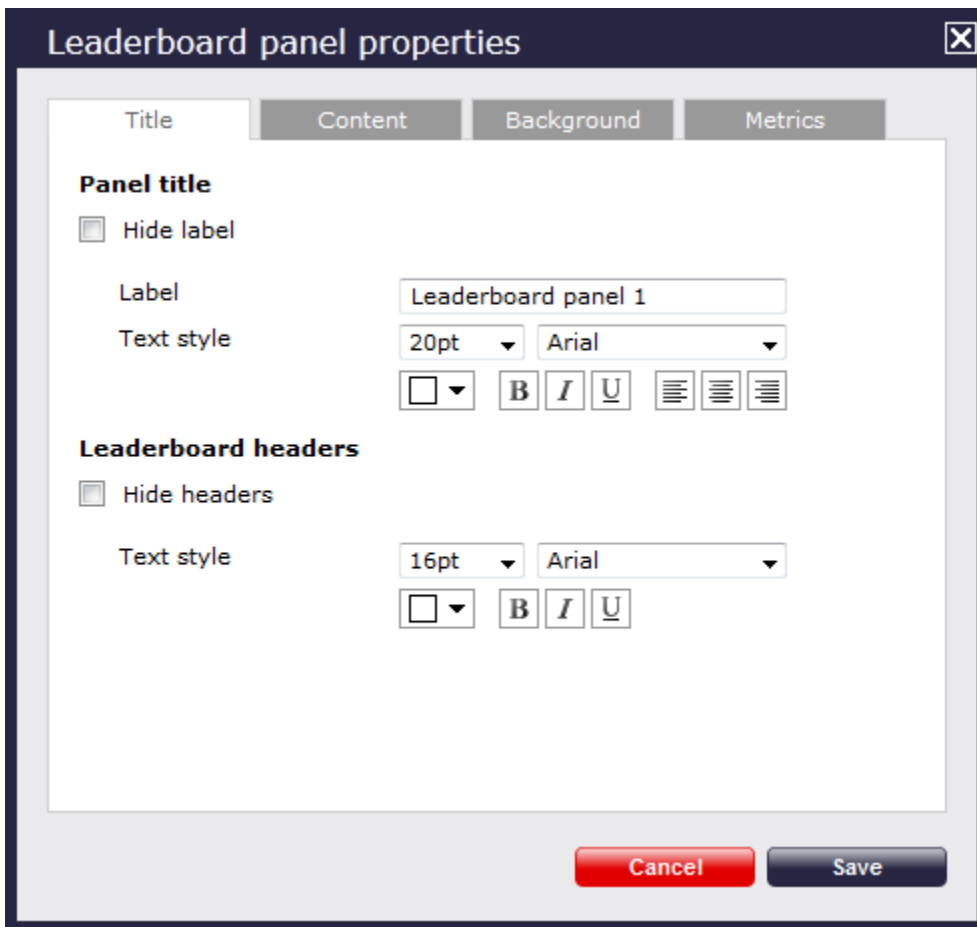 Leaderboard panel properties
Title Content Background Metrics
Panel title
Hide label
Label Leaderboard panel 1
Text style 20pt Arial
B I U
Leaderboard headers
Hide headers
Text style 16pt Arial
B I U
Cancel Save